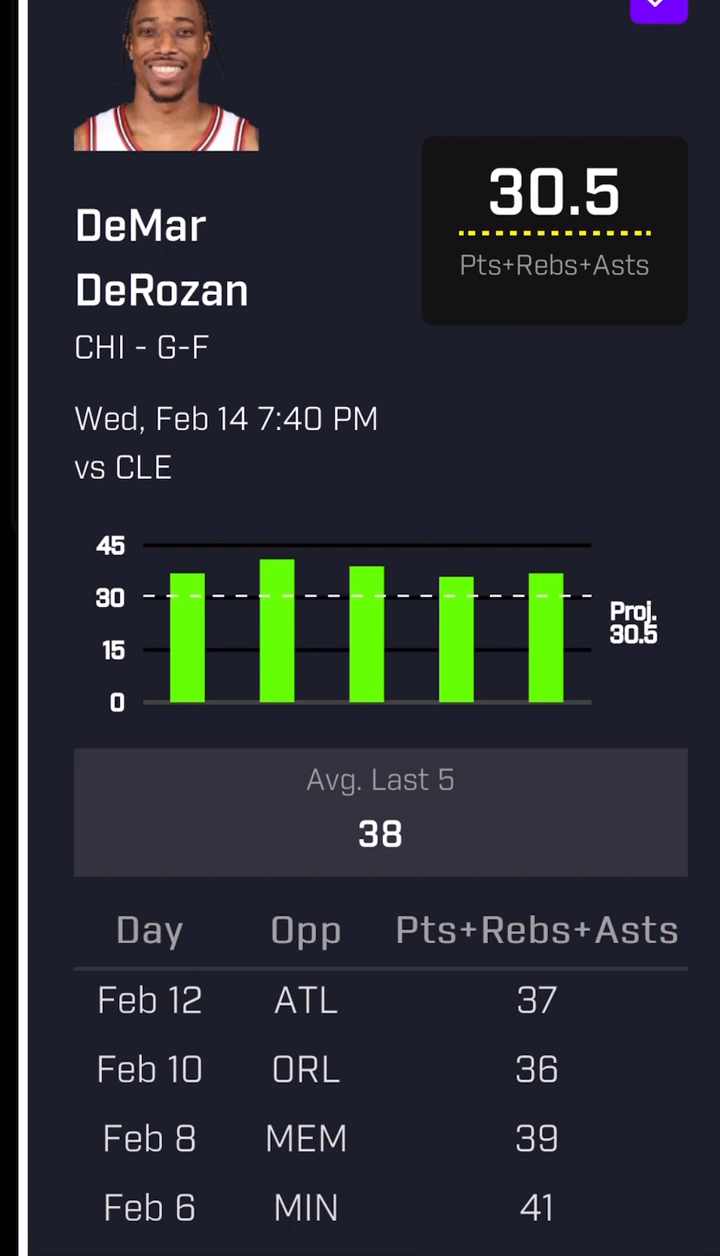 30.5
Pts+Rebs+Asts
DeMar
DeRozan
CHI - G-F
Wed, Feb 14 7:40 PM
vs CLE
45
30
15
0
Proj.
30.5
Avg. Last 5
38
Day Opp Pts+Rebs+Asts
Feb 12 ATL 37
Feb 10 ORL 36
Feb 8 MEM 39
Feb 6 MIN 41